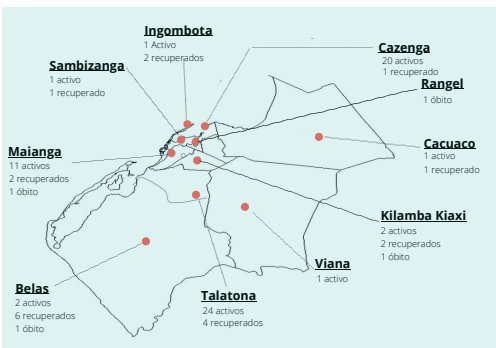 Ingombota
1 Activo
2 recuperados
Cazenga
20 activos
1 recuperado
Sambizanga
1 activo
1 recuperado
Rangel
1 óbito
Cacuaco
1 activo
1 recuperado
Maianga
11 activos
2 recuperados
1 óbito
Kilamba Kiaxi
2 activos
2 recuperados
1 óbito
Viana
1 activo
Belas
2 activos
6 recuperados
1 óbito
Talatona
24 activos
4 recuperados